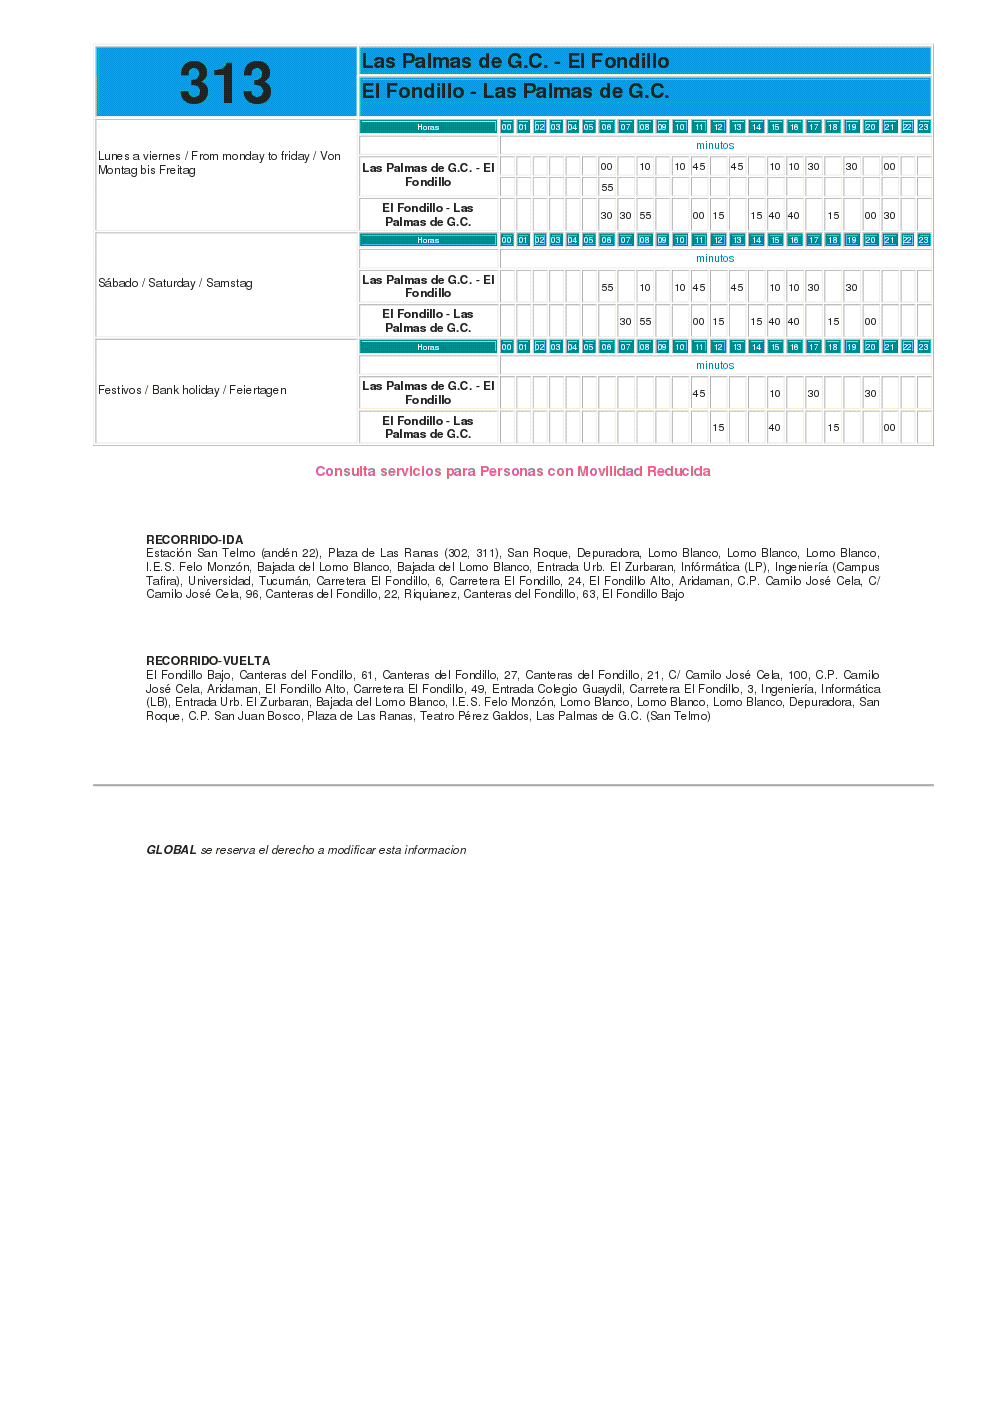 313
Las Palmas de G.C. - El Fondillo
El Fondillo - Las Palmas de G.C.
Lunes a viernes / From monday to friday / Von
Montag bis Freitag
Horas 00 01 02 03 04 05 06 07 08 09 10 11 12 13 14 15 16 17 18 19 20 21 22 23
minutos
Las Palmas de G.C. - El
Fondillo
00 10 10 45 45 10 10 30 30 00
55
El Fondillo - Las
Palmas de G.C.
30 30 55 00 15 15 40 40 15 00 30
Sábado / Saturday / Samstag
Horas 00 01 02 03 04 05 06 07 08 09 10 11 12 13 14 15 16 17 18 19 20 21 22 23
minutos
Las Palmas de G.C. - El
Fondillo
55 10 10 45 45 10 10 30 30
El Fondillo - Las
Palmas de G.C.
30 55 00 15 15 40 40 15 00
Festivos / Bank holiday / Feiertagen
Horas 00 01 02 03 04 05 06 07 08 09 10 11 12 13 14 15 16 17 18 19 20 21 22 23
minutos
Las Palmas de G.C. - El
Fondillo
45 10 30 30
El Fondillo - Las
Palmas de G.C.
15 40 15 00
Consulta servicios para Personas con Movilidad Reducida
RECORRIDO-IDA
Estación San Telmo (andén 22), Plaza de Las Ranas (302, 311), San Roque, Depuradora, Lomo Blanco, Lomo Blanco, Lomo Blanco,
I.E.S. Felo Monzón, Bajada del Lomo Blanco, Bajada del Lomo Blanco, Entrada Urb. El Zurbaran, Infórmática (LP), Ingeniería (Campus
Tafira), Universidad, Tucumán, Carretera El Fondillo, 6, Carretera El Fondillo, 24, El Fondillo Alto, Aridaman, C.P. Camilo José Cela, C/
Camilo José Cela, 96, Canteras del Fondillo, 22, Riquianez, Canteras del Fondillo, 63, El Fondillo Bajo
RECORRIDO-VUELTA
El Fondillo Bajo, Canteras del Fondillo, 61, Canteras del Fondillo, 27, Canteras del Fondillo, 21, C/ Camilo José Cela, 100, C.P. Camilo
José Cela, Aridaman, El Fondillo Alto, Carretera El Fondillo, 49, Entrada Colegio Guaydil, Carretera El Fondillo, 3, Ingeniería, Informática
(LB), Entrada Urb. El Zurbaran, Bajada del Lomo Blanco, I.E.S. Felo Monzón, Lomo Blanco, Lomo Blanco, Lomo Blanco, Depuradora, San
Roque, C.P. San Juan Bosco, Plaza de Las Ranas, Teatro Pérez Galdos, Las Palmas de G.C. (San Telmo)
GLOBAL se reserva el derecho a modificar esta informacion